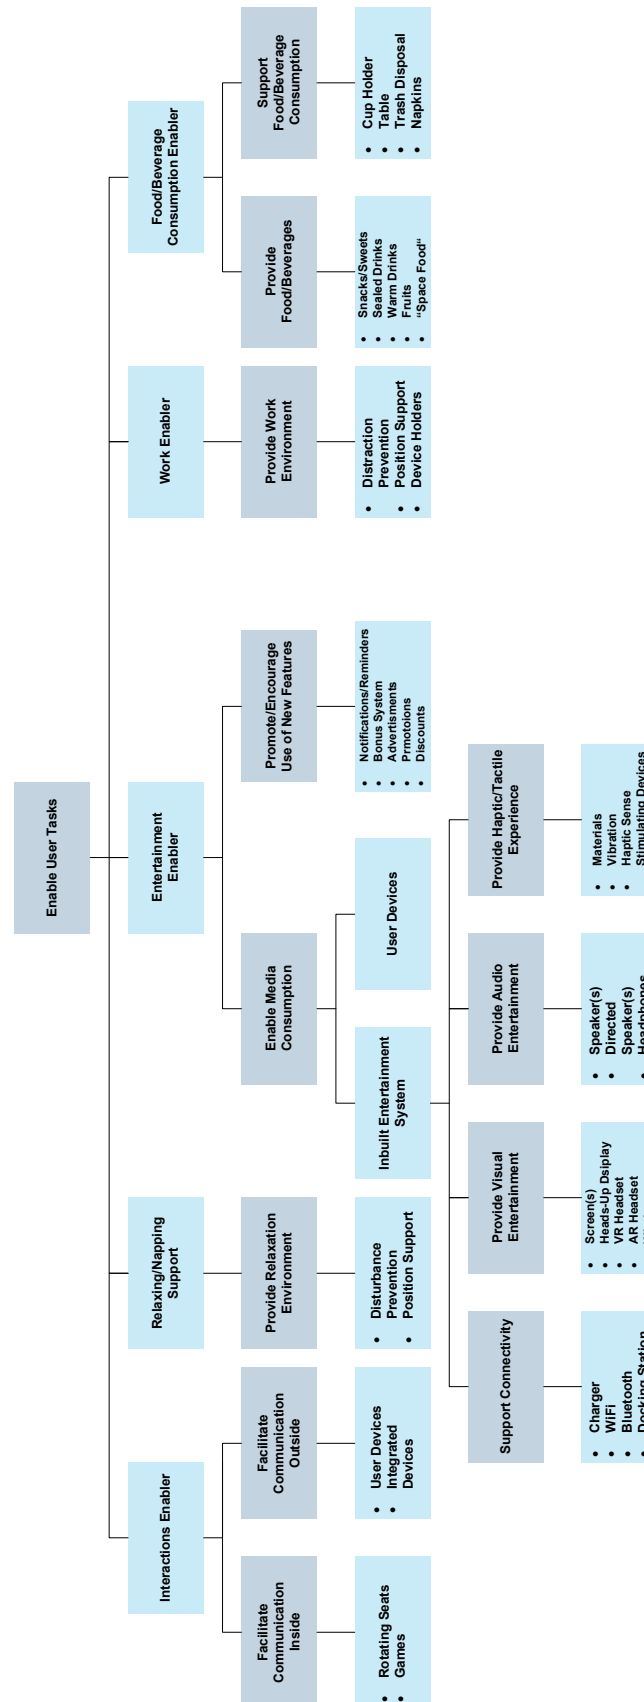 Enable User Tasks
Interactions Enabler
Relaxing/Napping
Support
Entertainment
Enabler
Work Enabler
Food/Beverage
Consumption Enabler
Facilitate
Communication
Inside
Facilitate
Communication
Outside
Provide Relaxation
Environment
Enable Media
Consumption
Promote/Encourage
Use of New Features
Provide Work
Environment
Provide
Food/Beverages
Support
Food/Beverage
Consumption
• Rotating Seats
• Games
• User Devices
• Integrated
Devices
• Disturbance
Prevention
• Position Support
Inbuilt Entertainment
System
User Devices
• Notifications/Reminders
• Bonus System
• Advertisments
• Prmotoions
• Discounts
• Distraction
Prevention
• Position Support
• Device Holders
• Snacks/Sweets
• Sealed Drinks
• Warm Drinks
• Fruits
• “Space Food“
• Cup Holder
• Table
• Trash Disposal
• Napkins
Support Connectivity
Provide Visual
Entertainment
Provide Audio
Entertainment
Provide Haptic/Tactile
Experience
• Charger
• WiFi
• Bluetooth
• Docking Station
• Screen(s)
• Heads-Up Dsiplay
• VR Headset
• AR Headset
• Speaker(s)
• Directed
Speaker(s)
• Headphones
• Materials
• Vibration
• Haptic Sense
Stimulating Devices